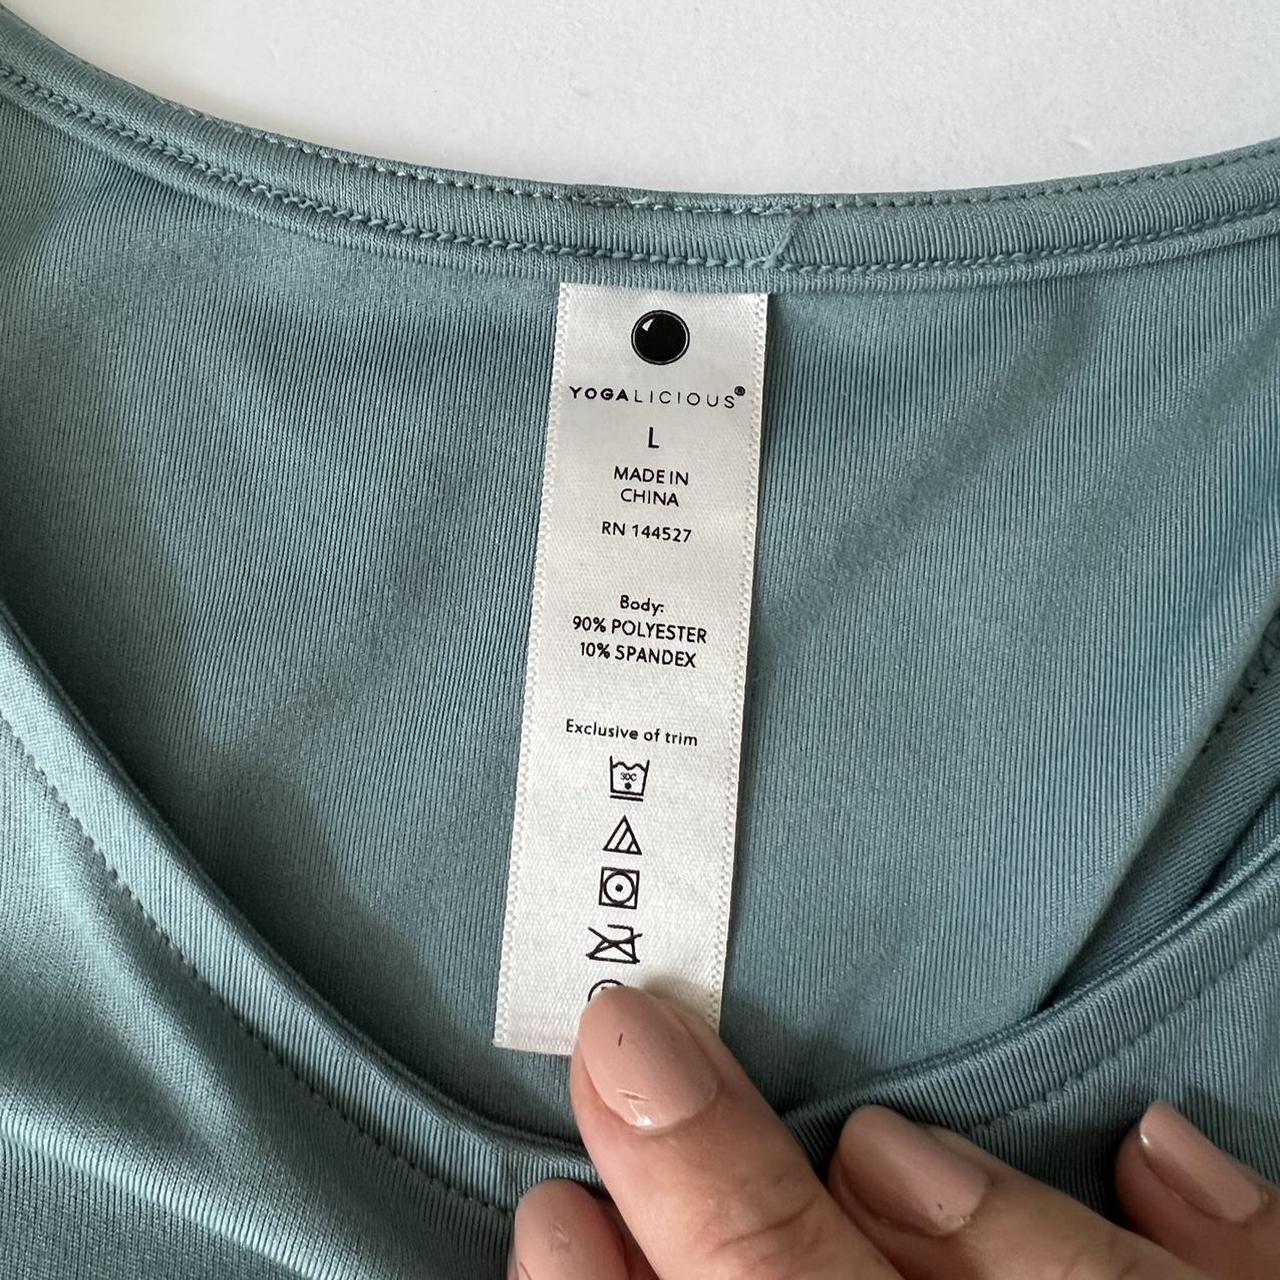 YOGALICIOUS®
L
MADE IN
CHINA
RN 144527
Body:
90% POLYESTER
10% SPANDEX
Exclusive of trim
30C